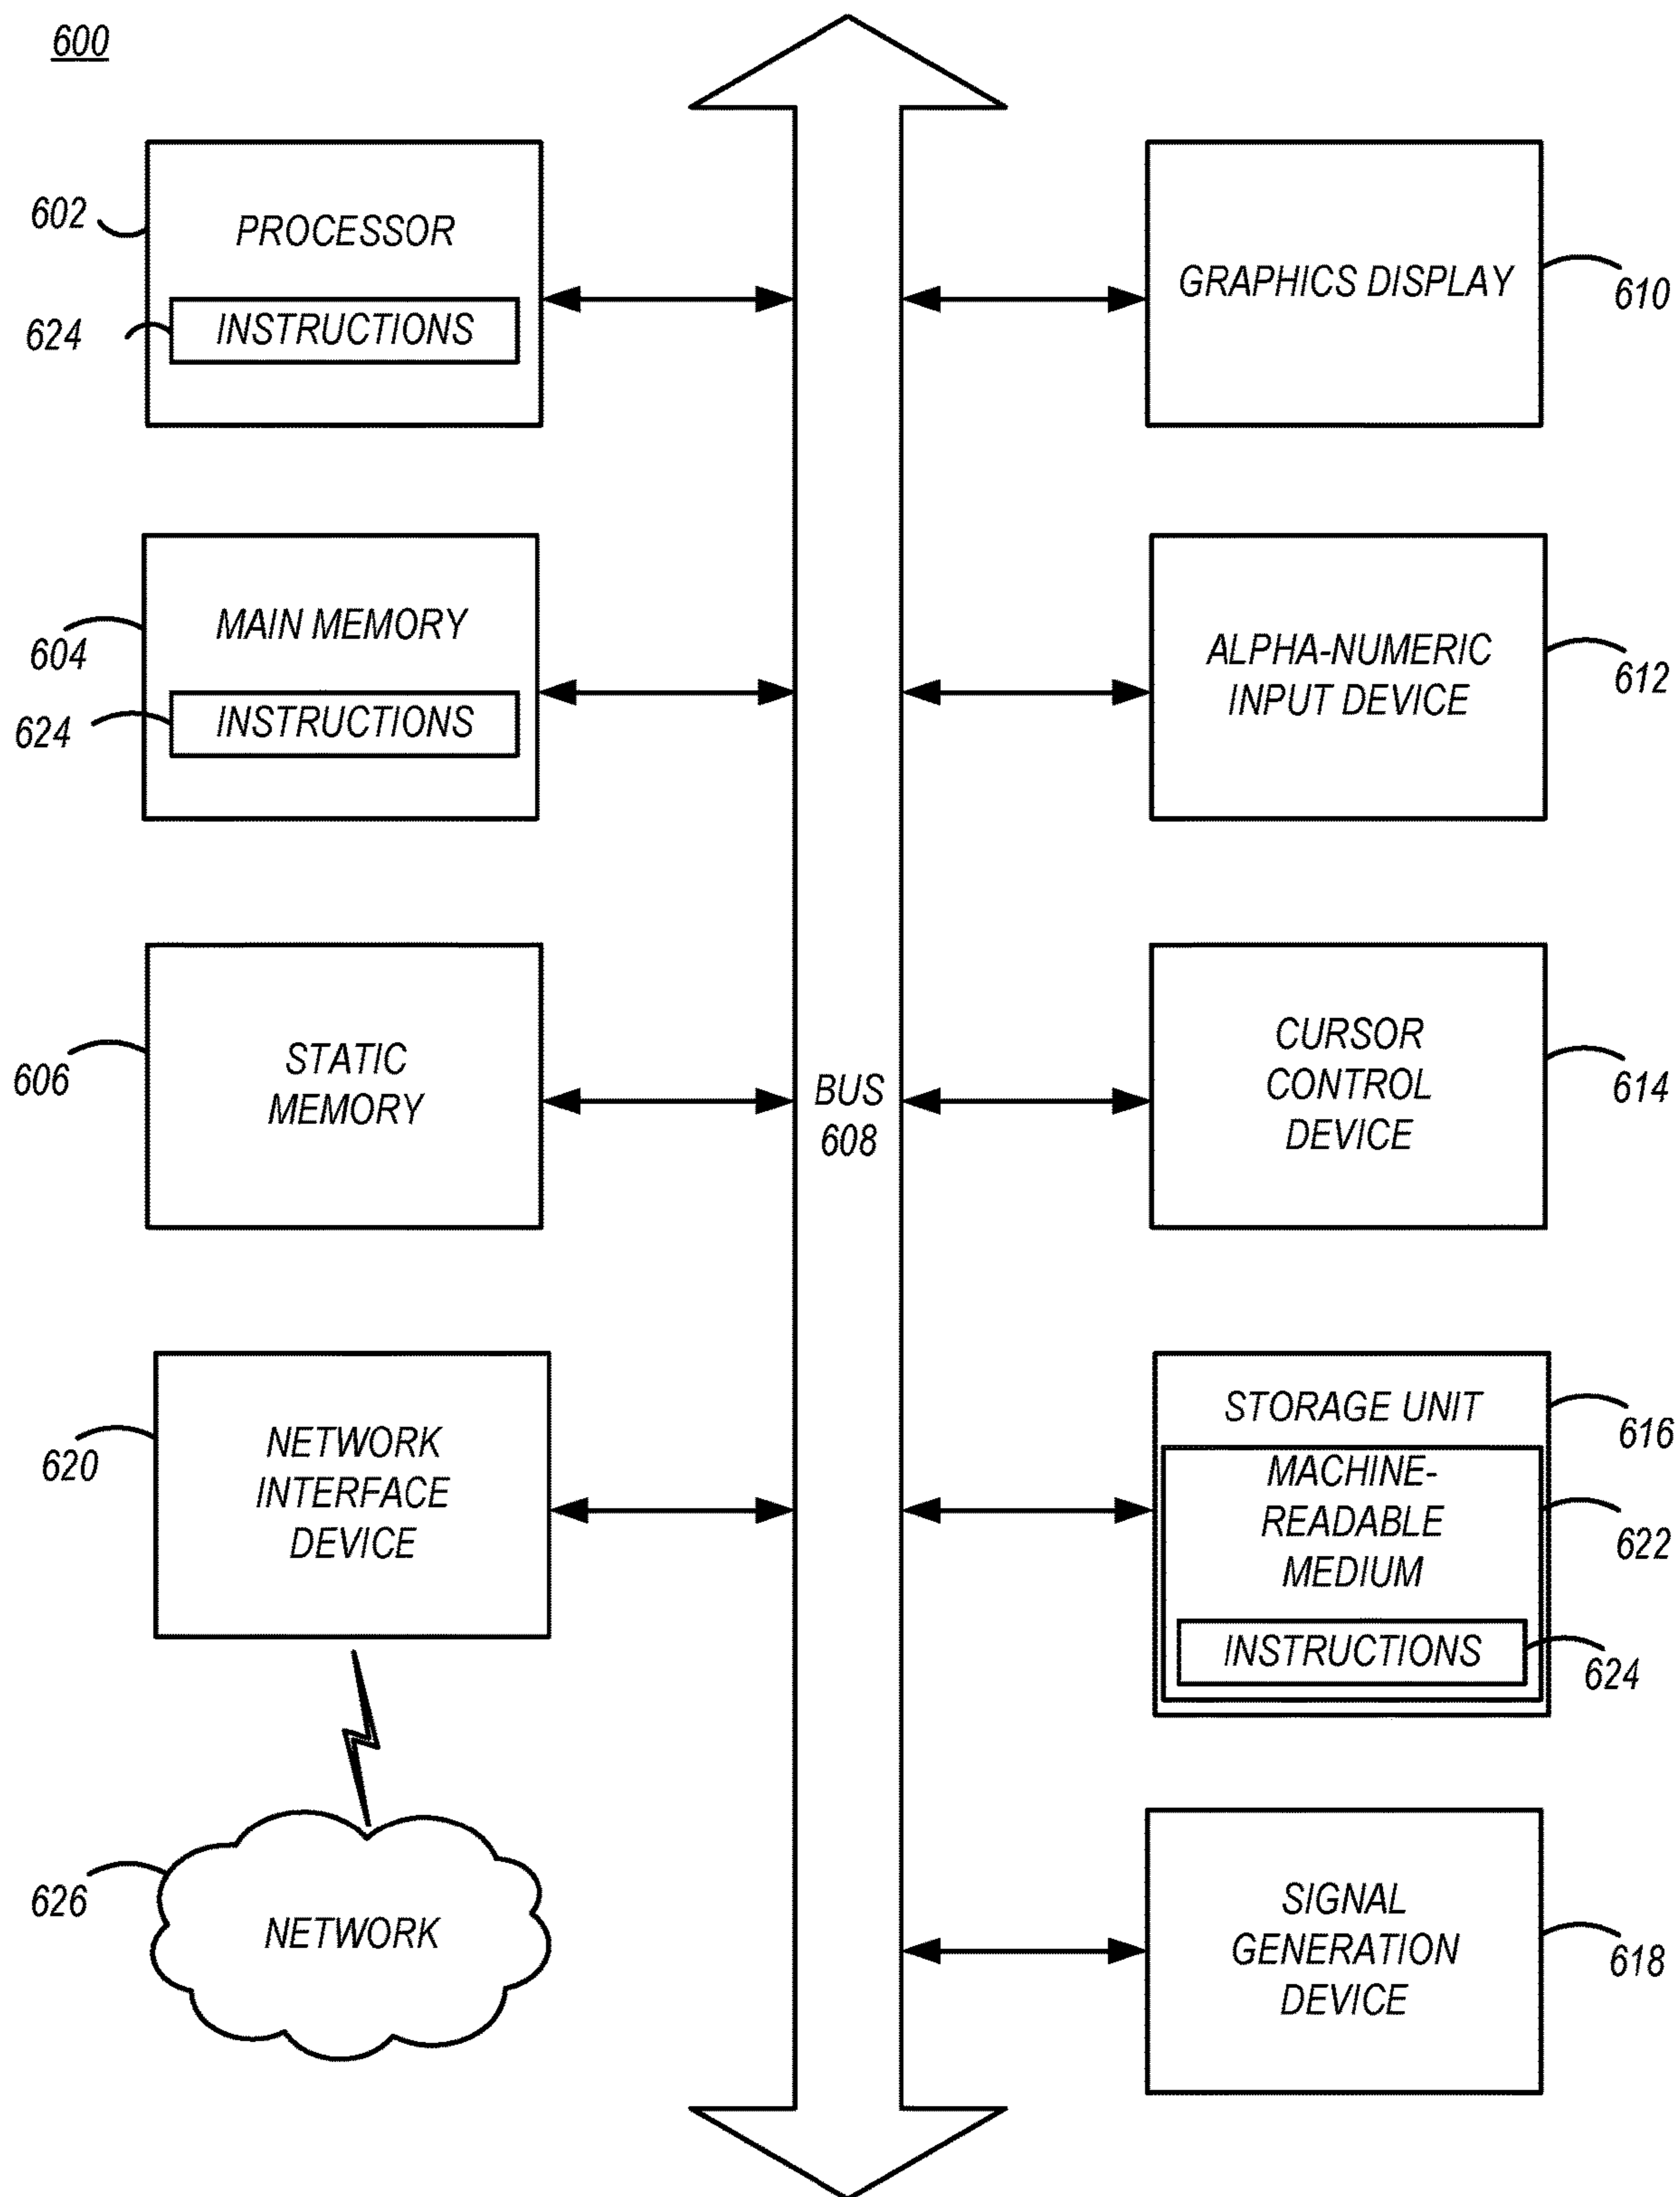 600
602
PROCESSOR
624
INSTRUCTIONS
604
MAIN MEMORY
624
INSTRUCTIONS
606
STATIC
MEMORY
620
NETWORK
INTERFACE
DEVICE
626
NETWORK
BUS
608
GRAPHICS DISPLAY
610
ALPHA-NUMERIC
INPUT DEVICE
612
CURSOR
CONTROL
DEVICE
614
STORAGE UNIT
616
MACHINE-
READABLE
MEDIUM
622
INSTRUCTIONS
624
SIGNAL
GENERATION
DEVICE
618